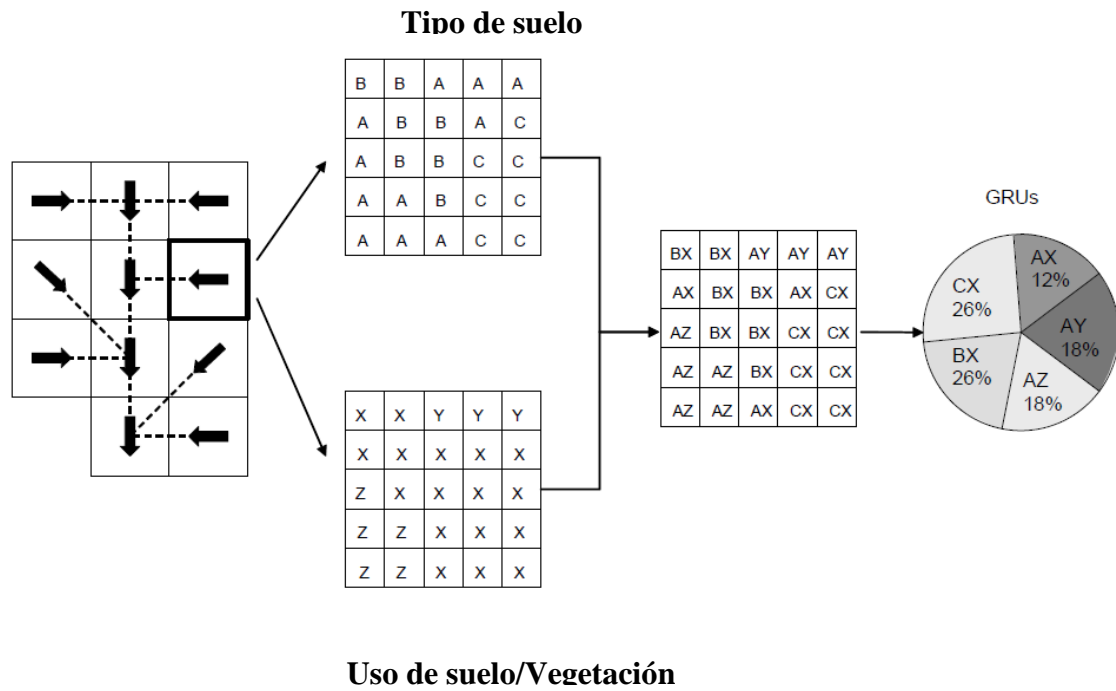 Tipo de suelo
B B A A A
A B B A C
A B B C C
A A B C C
A A A C C
X X Y Y Y
X X X X X
Z X X X X
Z Z X X X
Z Z X X X
BX BX AY AY AY
AX BX BX AX CX
AZ BX BX CX CX
AZ AZ BX CX CX
AZ AZ AX CX CX
GRUs
AX
12%
AY
18%
AZ
18%
BX
26%
CX
26%
Uso de suelo/Vegetación